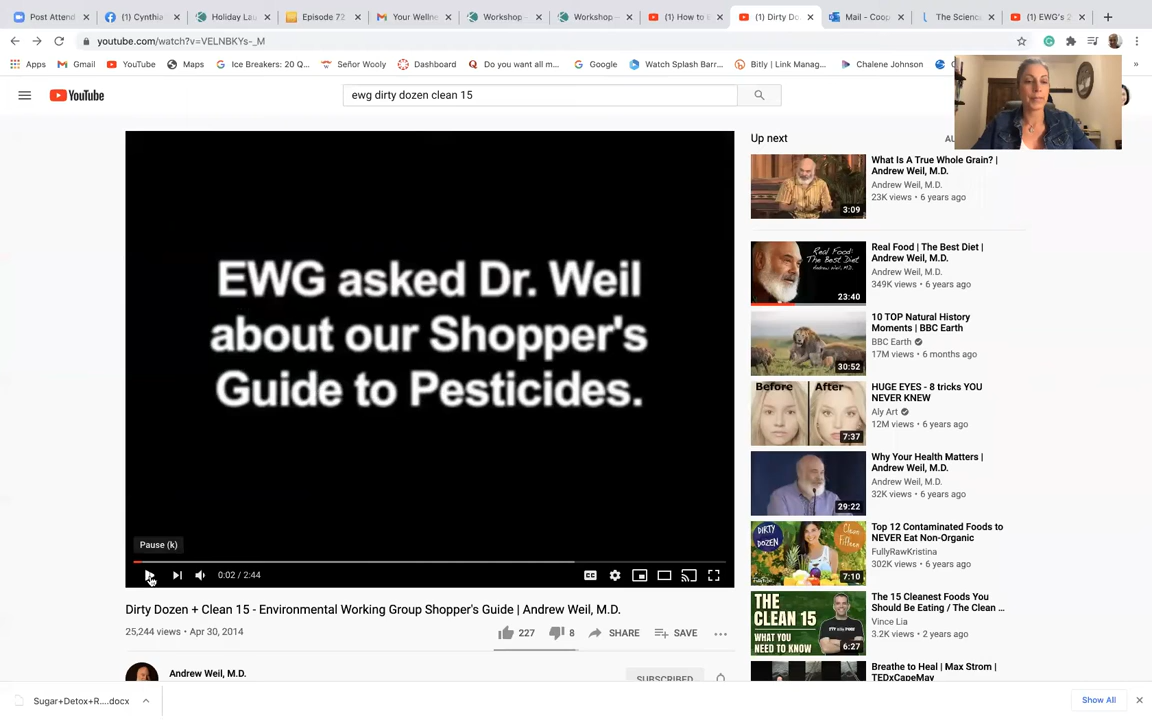 Post Attend
(1) Cynthia
Holiday Lau
Episode 72
Your Wellne
Workshop -
Workshop –
(1) How to
(1) Dirty Do
Mail - Coop
The Science
(1) EWG's 2
youtube.com/watch?v=VELNBKYs-_M
Apps
Gmail
YouTube
Maps
Ice Breakers: 20 Q...
Señor Wooly
Dashboard
Do you want all m...
Google
Watch Splash Barr...
Bitly | Link Manag...
Chalene Johnson
»
YouTube
ewg dirty dozen clean 15
EWG asked Dr. Weil
about our Shopper's
Guide to Pesticides.
Pause (k)
0:02 / 2:44
Dirty Dozen + Clean 15 - Environmental Working Group Shopper's Guide | Andrew Weil, M.D.
25,244 views • Apr 30, 2014
227
8
SHARE
SAVE
Andrew Weil, M.D.
SUBSCRIBED
Up next
3:09
What Is A True Whole Grain? |
Andrew Weil, M.D.
Andrew Weil, M.D.
23K views • 6 years ago
Real Food:
The Best Diet
23:40
Real Food | The Best Diet |
Andrew Weil, M.D.
Andrew Weil, M.D.
349K views • 6 years ago
30:52
10 TOP Natural History
Moments | BBC Earth
BBC Earth
17M views • 6 months ago
Before After
7:37
HUGE EYES - 8 tricks YOU
NEVER KNEW
Aly Art
12M views • 6 years ago
29:22
Why Your Health Matters |
Andrew Weil, M.D.
Andrew Weil, M.D.
32K views • 6 years ago
DIRTY
DOZEN
Clean
Fifteen
7:10
Top 12 Contaminated Foods to
NEVER Eat Non-Organic
FullyRawKristina
302K views • 6 years ago
THE
CLEAN 15
WHAT YOU
NEED TO KNOW
6:27
The 15 Cleanest Foods You
Should Be Eating / The Clean ...
Vince Lia
3.2K views • 2 years ago
Breathe to Heal | Max Strom |
TEDxCapeMay
Sugar+Detox+R....docx
Show All